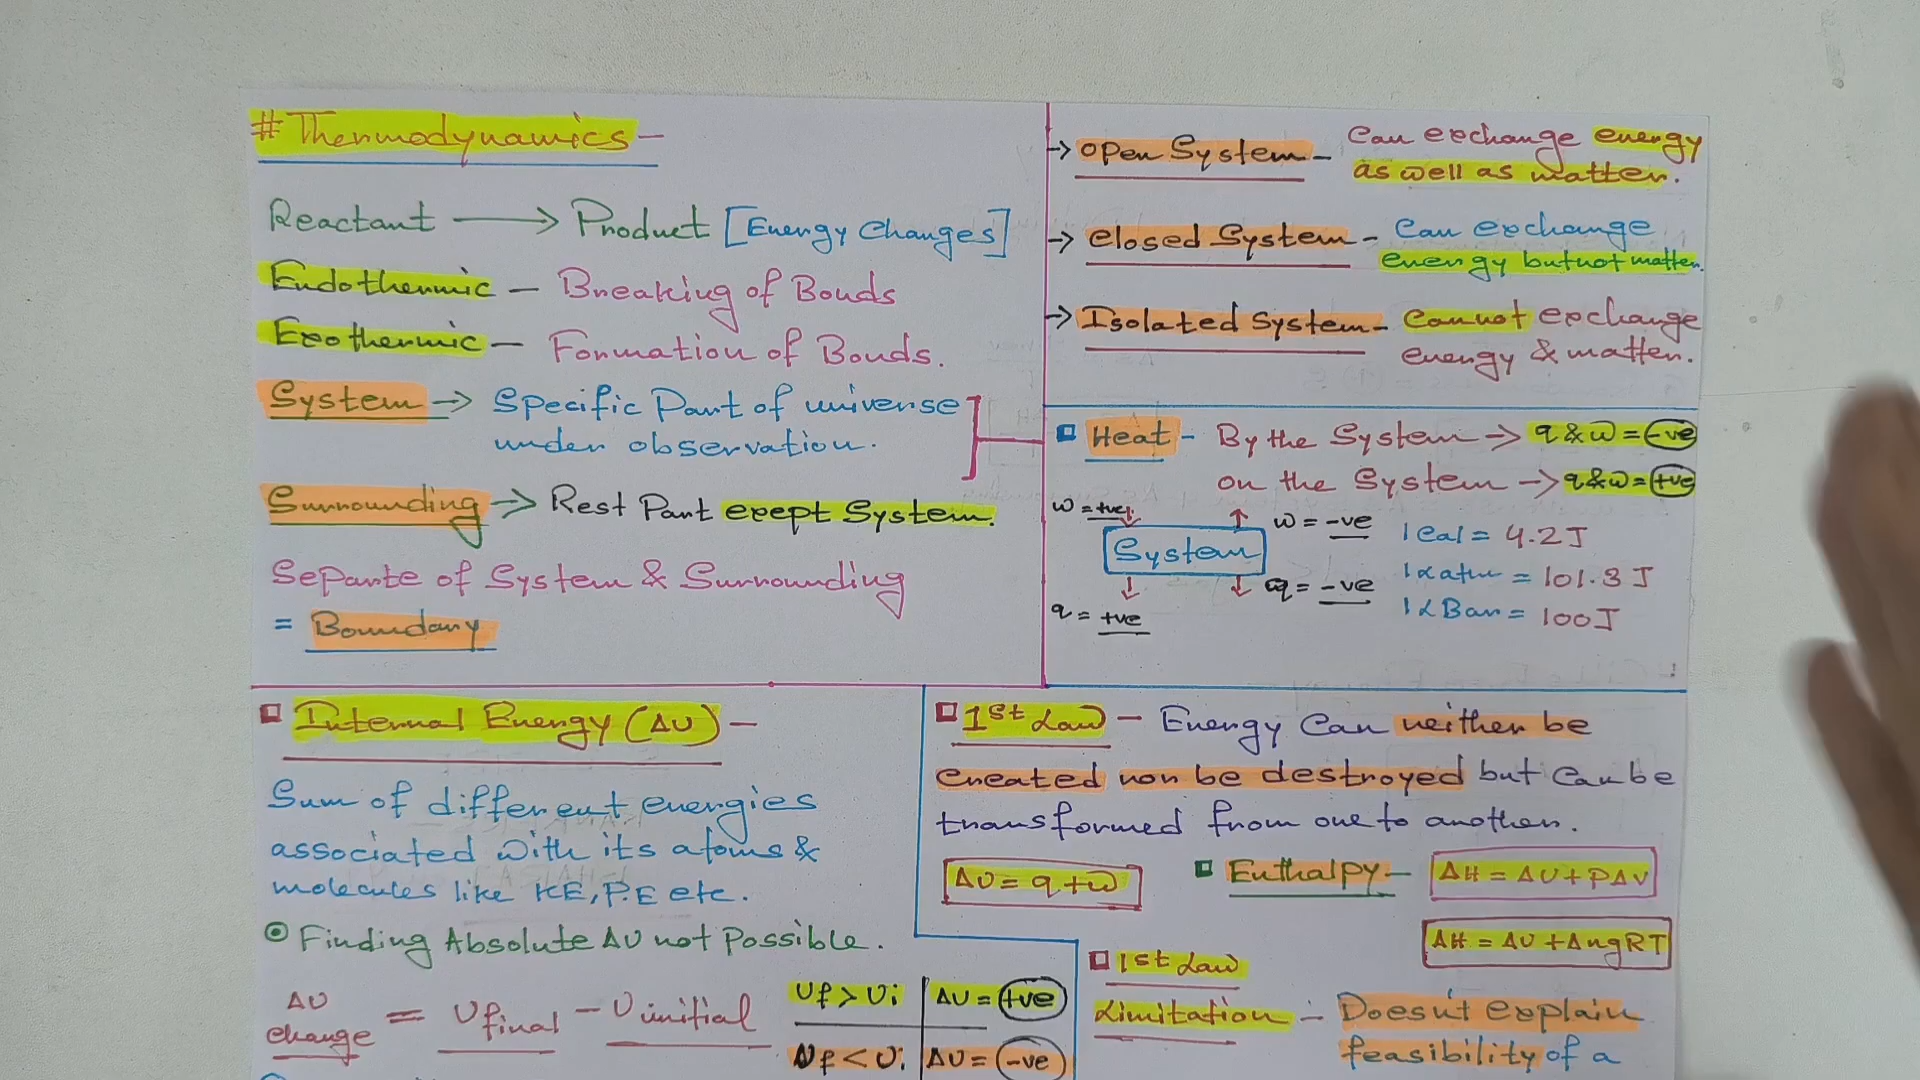 # Thermodynamics -
Reactant → Product [Energy Changes]
Endothermic - Breaking of Bonds
Exothermic - Formation of Bonds.
System → Specific Part of universe
under observation.
Surrounding → Rest Part exept System.
Separte of System & Surrounding
= Boundary
→ Open System - Can exchange energy
as well as matter.
→ Closed System - Can exchange
energy but not matter.
→ Isolated System - Cannot exchange
energy & matter.
Heat - By the System → q & w = -ve
on the System → q & w = +ve
w = +ve
w = -ve
System
q = +ve
q = -ve
1 cal = 4.2 J
1 L atm = 101.3 J
1 L Bar = 100 J
Internal Energy (ΔU) -
Sum of different energies
associated with its atoms &
molecules like KE, P.E etc.
Finding Absolute ΔU not Possible.
ΔU change = U final - U initial
Uf > Ui | ΔU = +ve
Uf < Ui | ΔU = -ve
1st Law - Energy Can neither be
created nor be destroyed but Can be
transformed from one to another.
ΔU = q + w
Enthalpy - ΔH = ΔU + PΔV
ΔH = ΔU + ΔngRT
1st Law
Limitation - Doesn't explain
feasibility of a